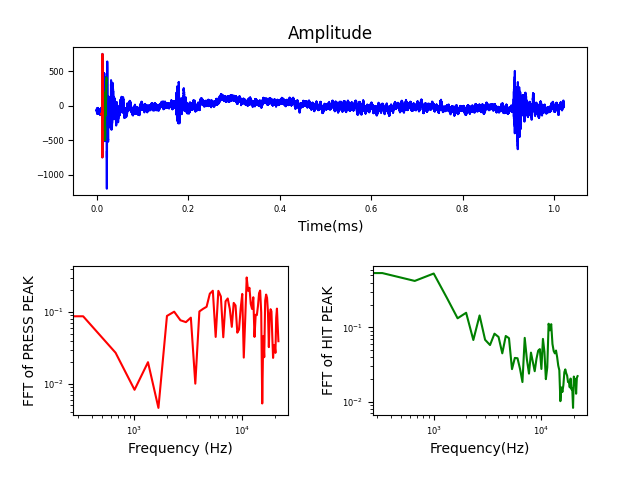 Amplitude
500
0
−500
−1000
0.0 0.2 0.4 0.6 0.8 1.0
Time(ms)
FFT of PRESS PEAK
10⁻¹
10⁻²
10³ 10⁴
Frequency (Hz)
FFT of HIT PEAK
10⁻¹
10⁻²
10³ 10⁴
Frequency(Hz)